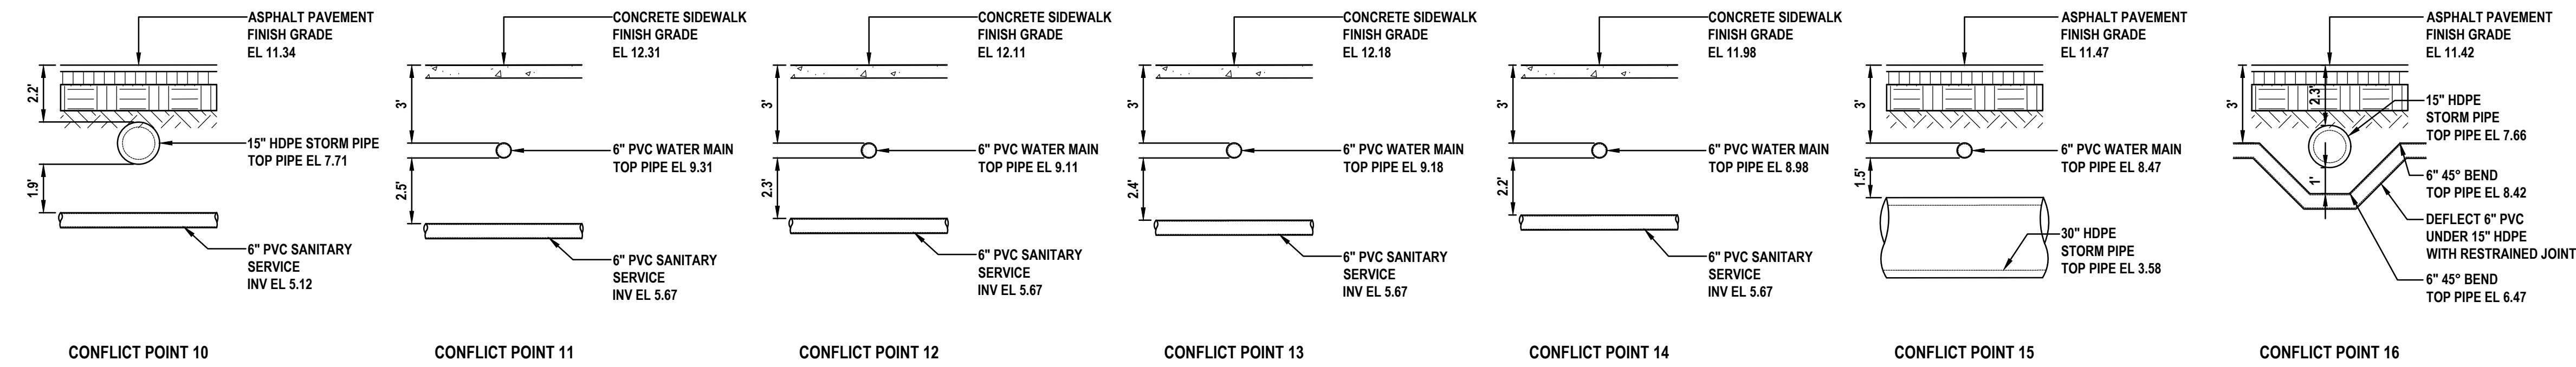 ASPHALT PAVEMENT
FINISH GRADE
EL 11.34
2.2'
15" HDPE STORM PIPE
TOP PIPE EL 7.71
1.9'
6" PVC SANITARY
SERVICE
INV EL 5.12
CONFLICT POINT 10
CONCRETE SIDEWALK
FINISH GRADE
EL 12.31
3'
6" PVC WATER MAIN
TOP PIPE EL 9.31
2.5'
6" PVC SANITARY
SERVICE
INV EL 5.67
CONFLICT POINT 11
CONCRETE SIDEWALK
FINISH GRADE
EL 12.11
3'
6" PVC WATER MAIN
TOP PIPE EL 9.11
2.3'
6" PVC SANITARY
SERVICE
INV EL 5.67
CONFLICT POINT 12
CONCRETE SIDEWALK
FINISH GRADE
EL 12.18
3'
6" PVC WATER MAIN
TOP PIPE EL 9.18
2.4'
6" PVC SANITARY
SERVICE
INV EL 5.67
CONFLICT POINT 13
CONCRETE SIDEWALK
FINISH GRADE
EL 11.98
3'
6" PVC WATER MAIN
TOP PIPE EL 8.98
2.2'
6" PVC SANITARY
SERVICE
INV EL 5.67
CONFLICT POINT 14
ASPHALT PAVEMENT
FINISH GRADE
EL 11.47
3'
6" PVC WATER MAIN
TOP PIPE EL 8.47
1.5'
30" HDPE
STORM PIPE
TOP PIPE EL 3.58
CONFLICT POINT 15
ASPHALT PAVEMENT
FINISH GRADE
EL 11.42
3'
2.3'
15" HDPE
STORM PIPE
TOP PIPE EL 7.66
1'
6" 45° BEND
TOP PIPE EL 8.42
DEFLECT 6" PVC
UNDER 15" HDPE
WITH RESTRAINED JOINT
6" 45° BEND
TOP PIPE EL 6.47
CONFLICT POINT 16